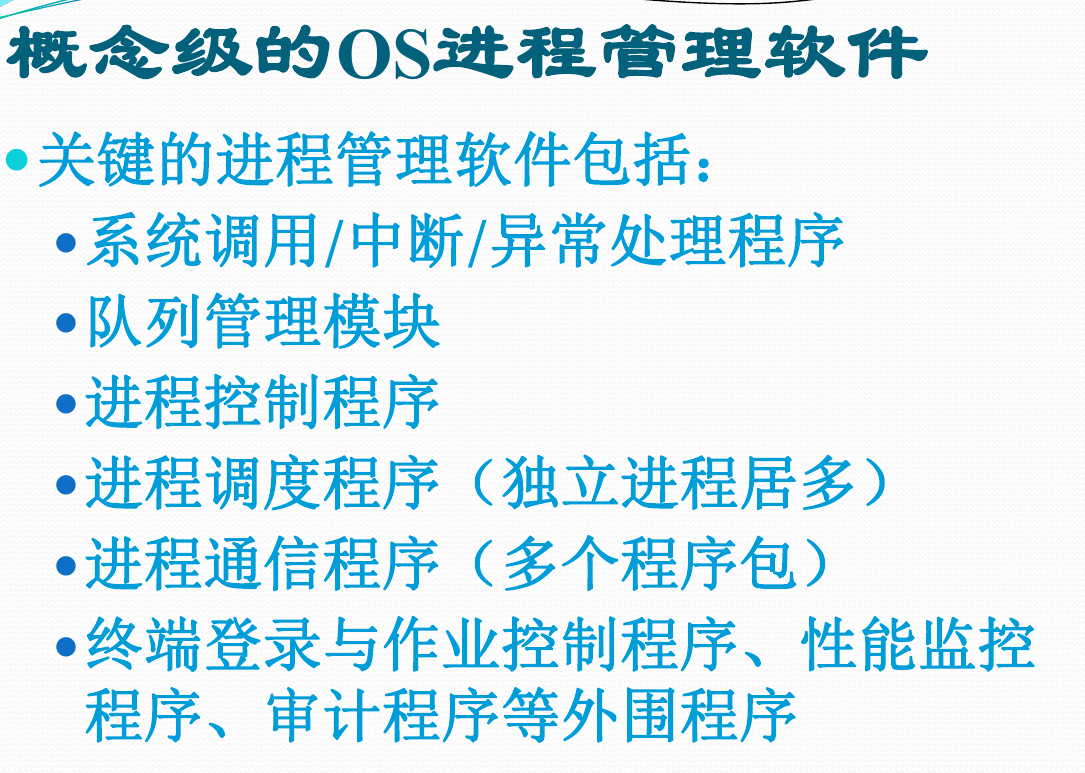 概念级的OS进程管理软件
•关键的进程管理软件包括：
•系统调用/中断/异常处理程序
•队列管理模块
•进程控制程序
•进程调度程序（独立进程居多）
•进程通信程序（多个程序包）
•终端登录与作业控制程序、性能监控
程序、审计程序等外围程序